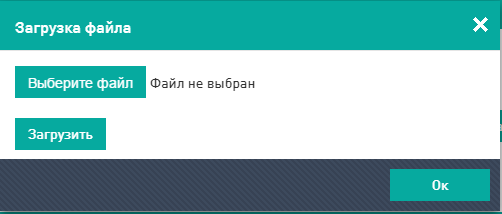 Загрузка файла
Выберите файл Файл не выбран
Загрузить
Ок